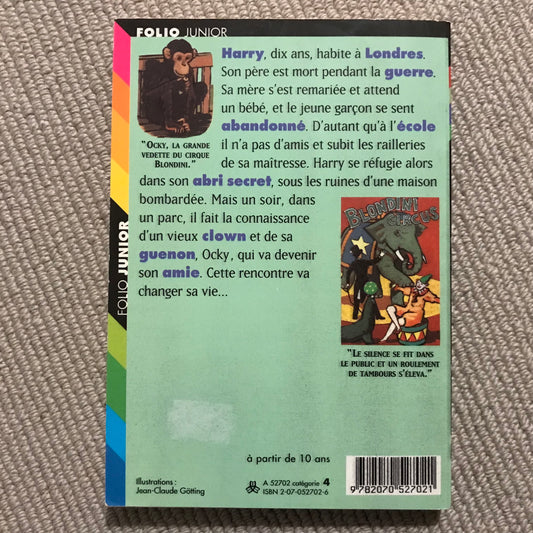 FOLIO JUNIOR
Harry, dix ans, habite à Londres.
Son père est mort pendant la guerre.
Sa mère s'est remariée et attend
un bébé, et le jeune garçon se sent
abandonné. D'autant qu'à l'école
il n'a pas d'amis et subit les railleries
de sa maîtresse. Harry se réfugie alors
dans son abri secret, sous les ruines d'une maison
bombardée. Mais un soir, dans
un parc, il fait la connaissance
d'un vieux clown et de sa
guenon, Ocky, qui va devenir
son amie. Cette rencontre va
changer sa vie...
"OCKY, LA GRANDE
VEDETTE DU CIRQUE
BLONDINI."
BLONDINI
CIRCUS
"LE SILENCE SE FIT DANS
LE PUBLIC ET UN ROULEMENT
DE TAMBOURS S'ÉLEVA."
FOLIO JUNIOR
à partir de 10 ans
Illustrations :
Jean-Claude Götting
A 52702 catégorie 4
ISBN 2-07-052702-6
9 782070 527021